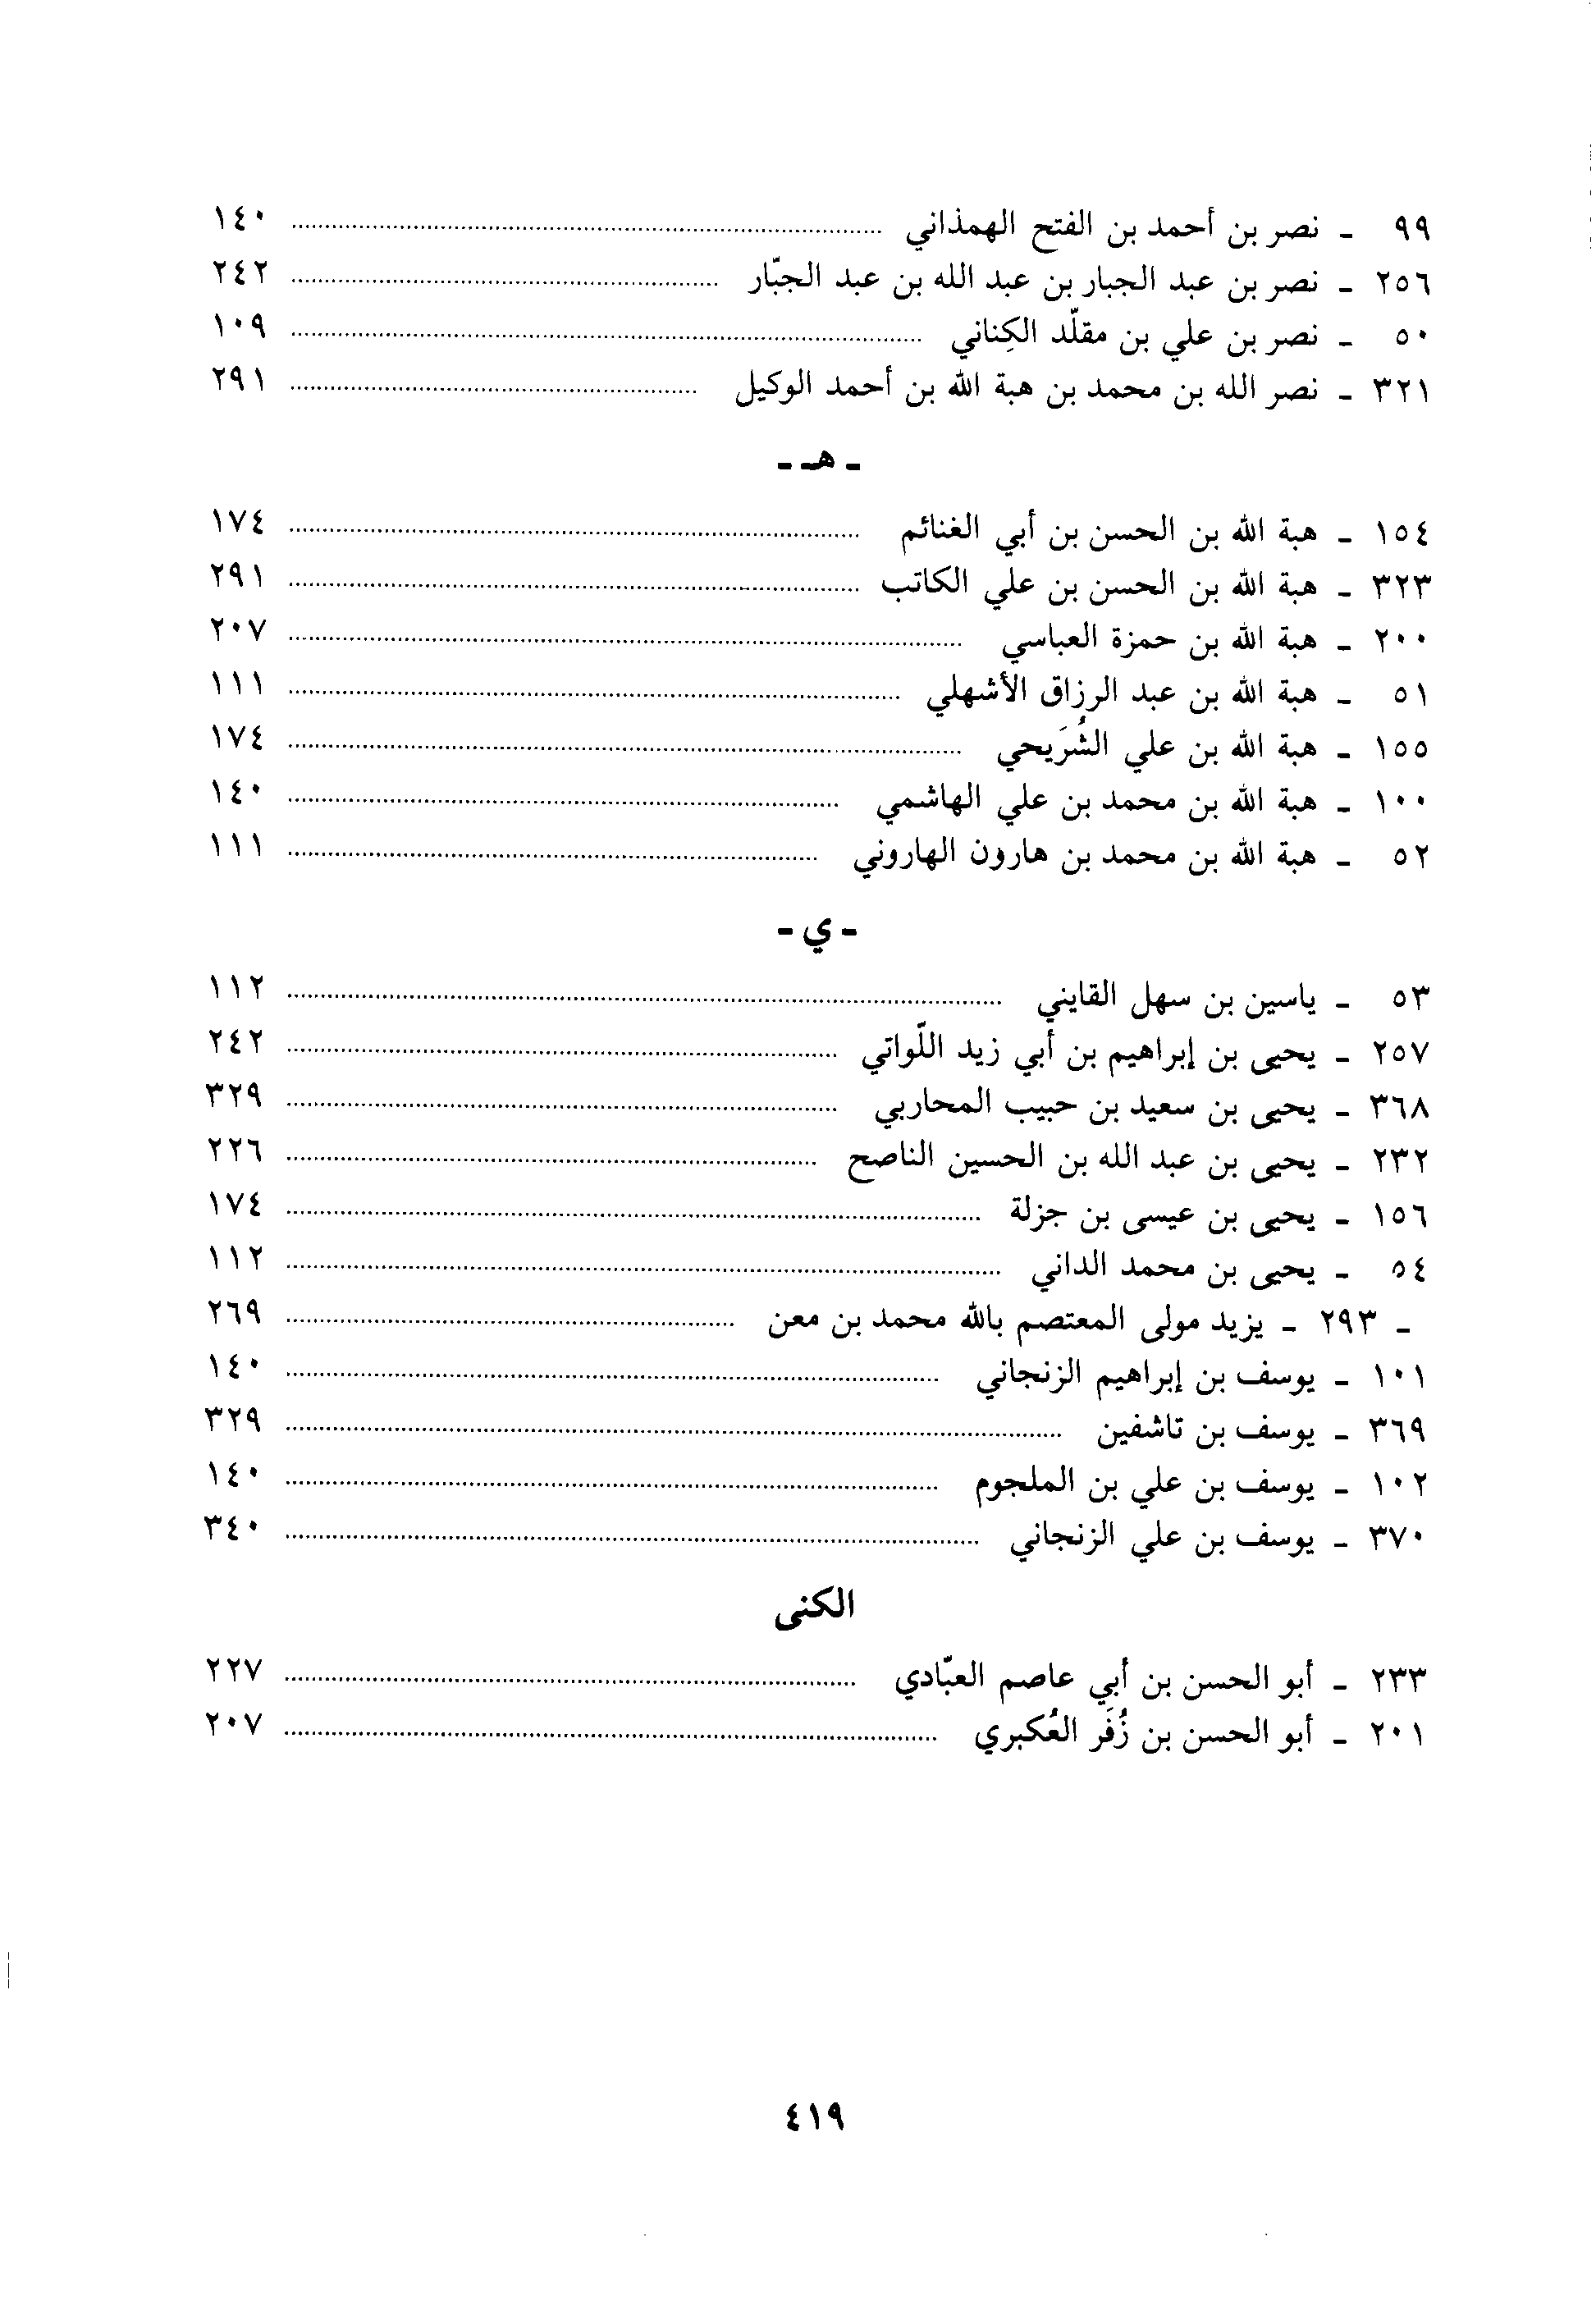 ٩٩ - نصر بن أحمد بن الفتح الهمذاني ........ ١٤٠
٢٥٦ - نصر بن عبد الجبار بن عبد الله بن عبد الجبّار ........ ٢٤٢
٥٠ - نصر بن علي بن مقلّد الكِناني ........ ١٠٩
٣٢١ - نصر الله بن محمد بن هبة الله بن أحمد الوكيل ........ ٢٩١
- هـ -
١٥٤ - هبة الله بن الحسن بن أبي الغنائم ........ ١٧٤
٣٢٣ - هبة الله بن الحسن بن علي الكاتب ........ ٢٩١
٢٠٠ - هبة الله بن حمزة العباسي ........ ٢٠٧
٥١ - هبة الله بن عبد الرزاق الأشهلي ........ ١١١
١٥٥ - هبة الله بن علي الشُرَيحي ........ ١٧٤
١٠٠ - هبة الله بن محمد بن علي الهاشمي ........ ١٤٠
٥٢ - هبة الله بن محمد بن هارون الهاروني ........ ١١١
- ي -
٥٣ - ياسين بن سهل القايني ........ ١١٢
٢٥٧ - يحيى بن إبراهيم بن أبي زيد اللّواتي ........ ٢٤٢
٣٦٨ - يحيى بن سعيد بن حبيب المحاربي ........ ٣٢٩
٢٣٢ - يحيى بن عبد الله بن الحسين الناصح ........ ٢٢٦
١٥٦ - يحيى بن عيسى بن جزلة ........ ١٧٤
٥٤ - يحيى بن محمد الداني ........ ١١٢
- ٢٩٣ - يزيد مولى المعتصم بالله محمد بن معن ........ ٢٦٩
١٠١ - يوسف بن إبراهيم الزنجاني ........ ١٤٠
٣٦٩ - يوسف بن تاشفين ........ ٣٢٩
١٠٢ - يوسف بن علي بن الملجوم ........ ١٤٠
٣٧٠ - يوسف بن علي الزنجاني ........ ٣٤٠
الكنى
٢٣٣ - أبو الحسن بن أبي عاصم العبّادي ........ ٢٢٧
٢٠١ - أبو الحسن بن زُفَر العُكبري ........ ٢٠٧
٤١٩